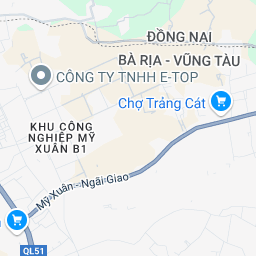 ĐỒNG NAI
BÀ RỊA - VŨNG TÀU
CÔNG TY TNHH E-TOP
Chợ Trảng Cát
KHU CÔNG
NGHIỆP MỸ
XUÂN B1
Mỹ Xuân - Ngãi Giao
QL51